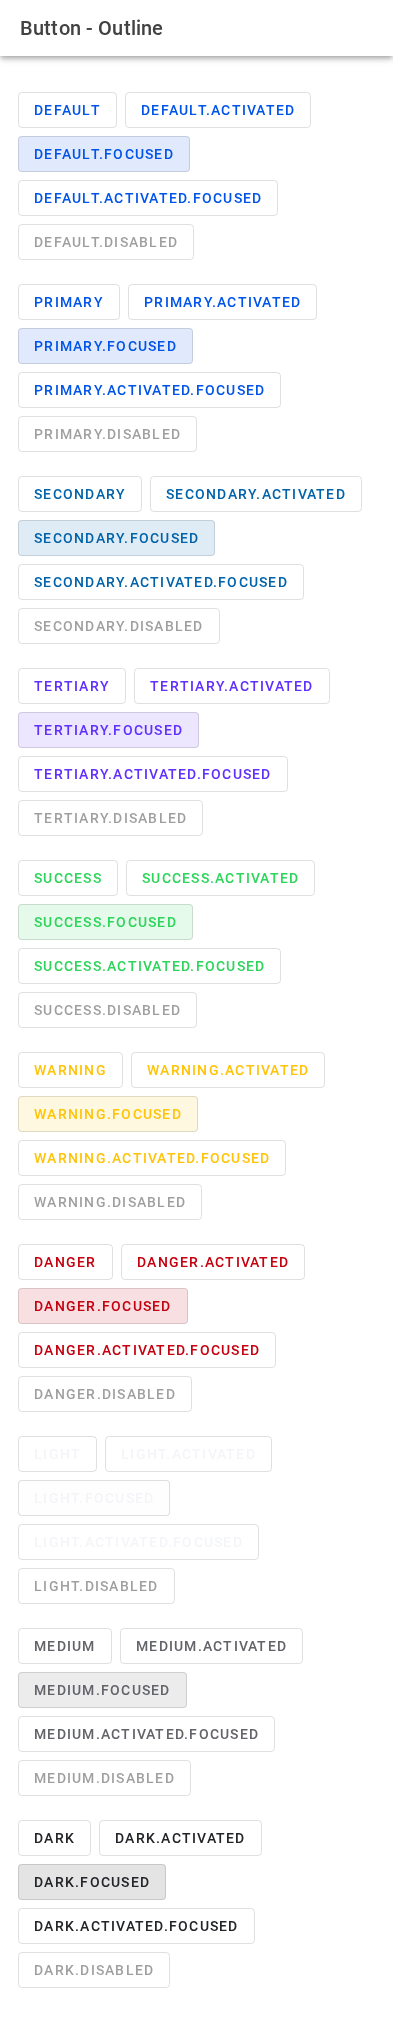 Button - Outline
DEFAULT DEFAULT.ACTIVATED
DEFAULT.FOCUSED
DEFAULT.ACTIVATED.FOCUSED
DEFAULT.DISABLED
PRIMARY PRIMARY.ACTIVATED
PRIMARY.FOCUSED
PRIMARY.ACTIVATED.FOCUSED
PRIMARY.DISABLED
SECONDARY SECONDARY.ACTIVATED
SECONDARY.FOCUSED
SECONDARY.ACTIVATED.FOCUSED
SECONDARY.DISABLED
TERTIARY TERTIARY.ACTIVATED
TERTIARY.FOCUSED
TERTIARY.ACTIVATED.FOCUSED
TERTIARY.DISABLED
SUCCESS SUCCESS.ACTIVATED
SUCCESS.FOCUSED
SUCCESS.ACTIVATED.FOCUSED
SUCCESS.DISABLED
WARNING WARNING.ACTIVATED
WARNING.FOCUSED
WARNING.ACTIVATED.FOCUSED
WARNING.DISABLED
DANGER DANGER.ACTIVATED
DANGER.FOCUSED
DANGER.ACTIVATED.FOCUSED
DANGER.DISABLED
LIGHT LIGHT.ACTIVATED
LIGHT.FOCUSED
LIGHT.ACTIVATED.FOCUSED
LIGHT.DISABLED
MEDIUM MEDIUM.ACTIVATED
MEDIUM.FOCUSED
MEDIUM.ACTIVATED.FOCUSED
MEDIUM.DISABLED
DARK DARK.ACTIVATED
DARK.FOCUSED
DARK.ACTIVATED.FOCUSED
DARK.DISABLED